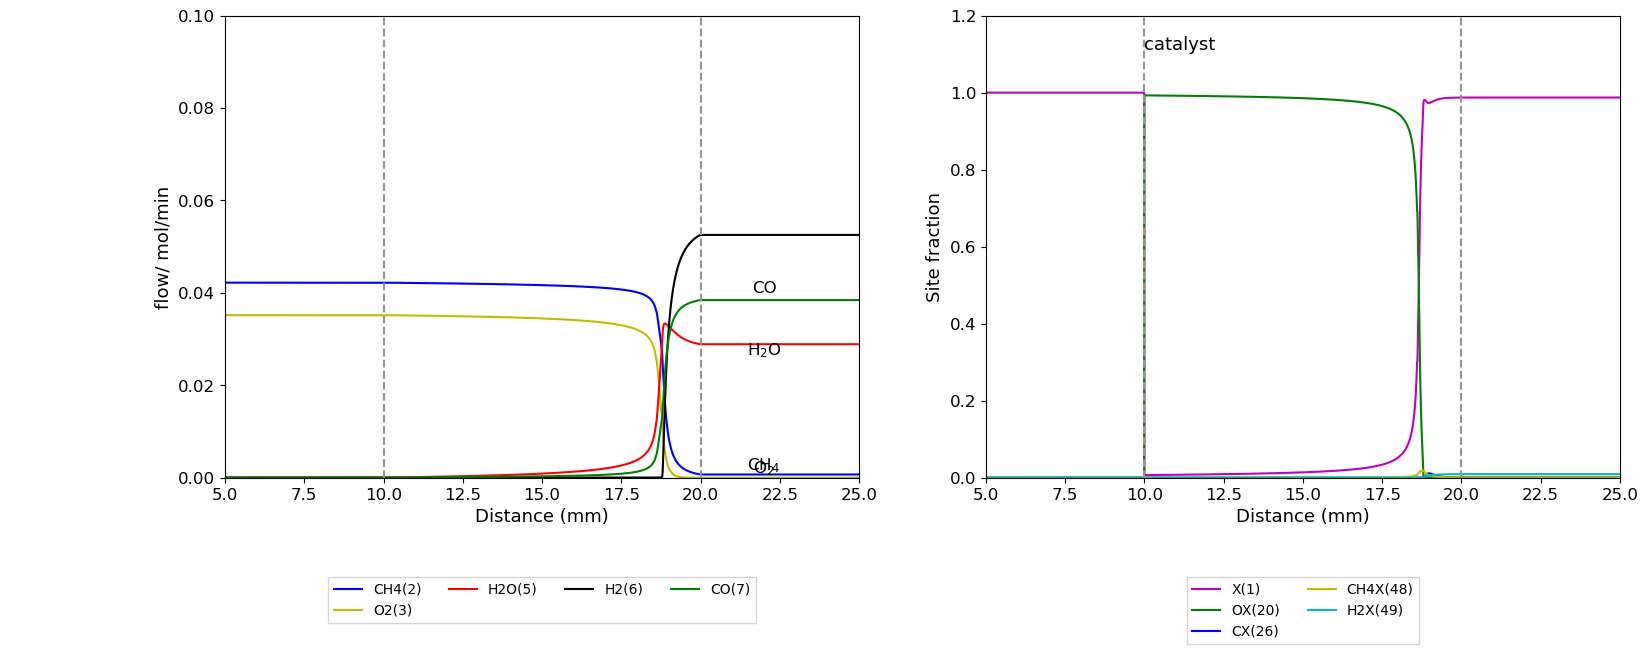 0.10
0.08
0.06
0.04
0.02
0.00
flow/ mol/min
CO
H₂O
CH₄
O₂
5.0 7.5 10.0 12.5 15.0 17.5 20.0 22.5 25.0
Distance (mm)
CH4(2) H2O(5) H2(6) CO(7)
O2(3)
1.2
1.0
0.8
0.6
0.4
0.2
0.0
Site fraction
catalyst
5.0 7.5 10.0 12.5 15.0 17.5 20.0 22.5 25.0
Distance (mm)
X(1) CH4X(48)
OX(20) H2X(49)
CX(26)